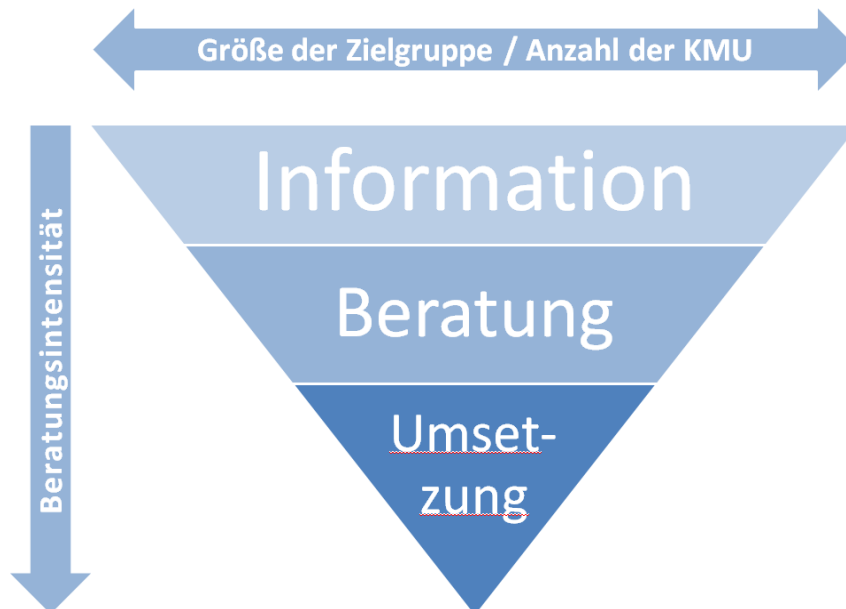 Größe der Zielgruppe / Anzahl der KMU
Information
Beratungsintensität
Beratung
Umset-
zung